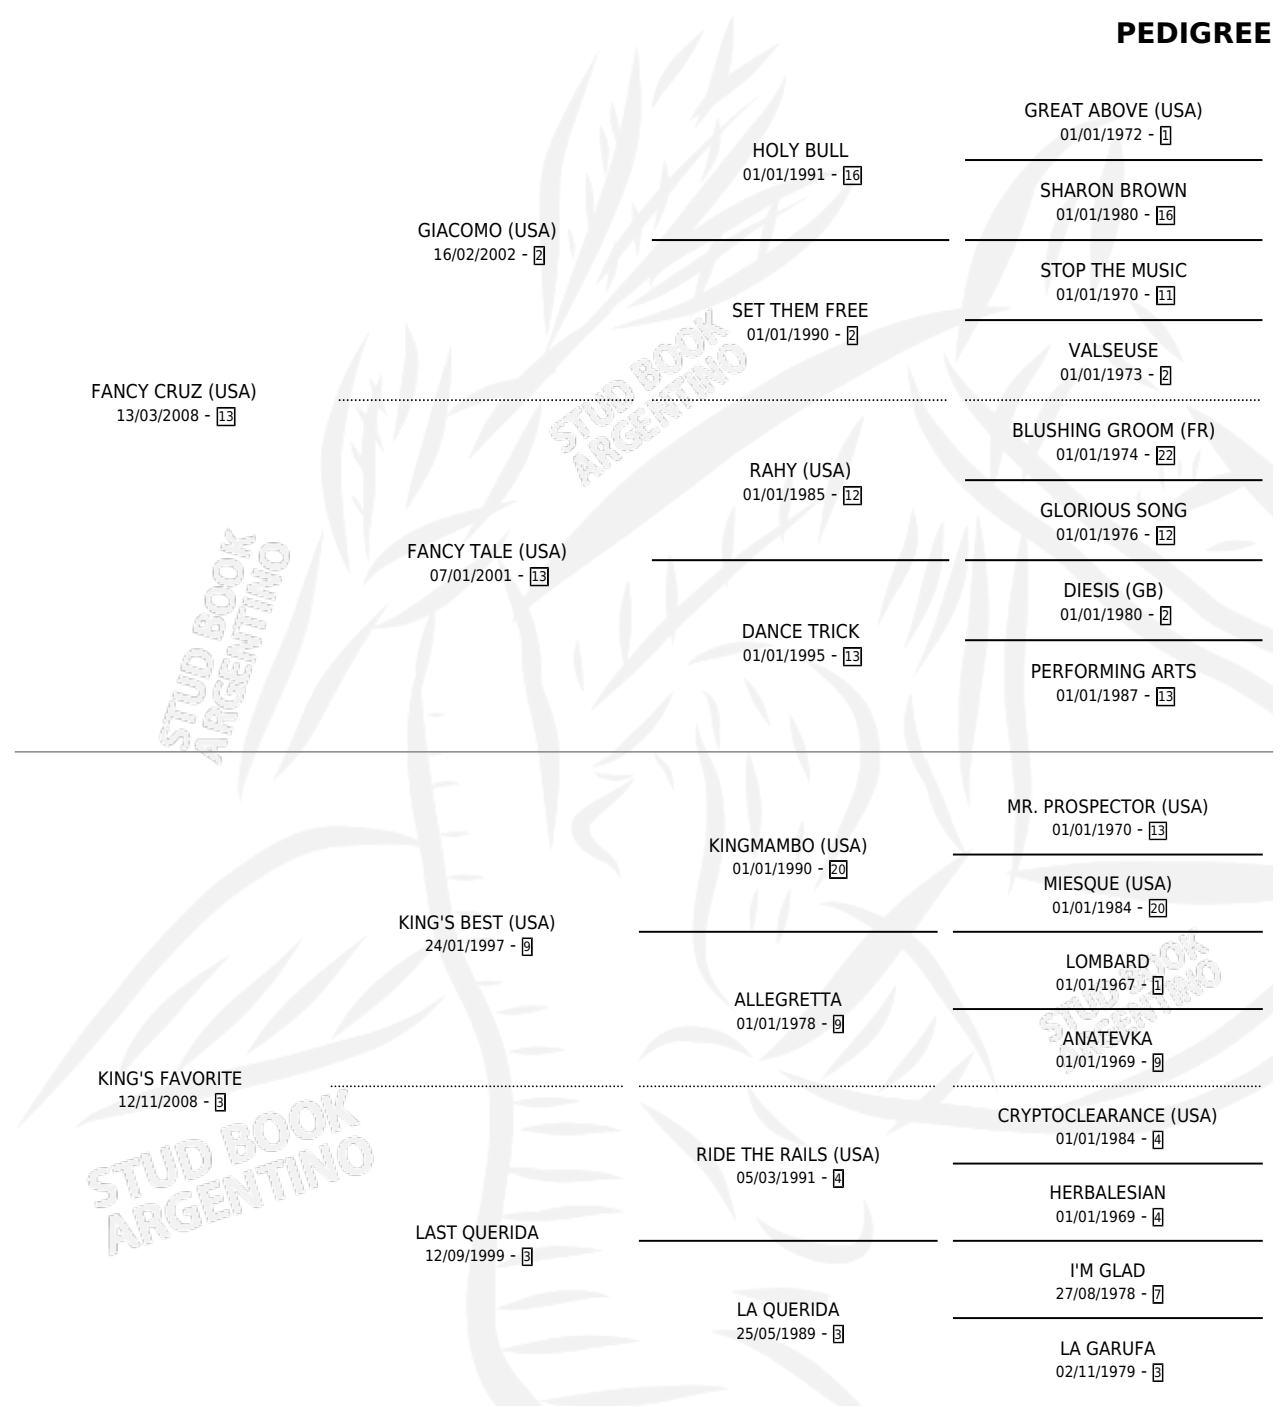 PEDIGREE
GREAT ABOVE (USA)
01/01/1972 - 1
HOLY BULL
01/01/1991 - 16
SHARON BROWN
01/01/1980 - 16
GIACOMO (USA)
16/02/2002 - 2
STOP THE MUSIC
01/01/1970 - 11
SET THEM FREE
01/01/1990 - 2
VALSEUSE
01/01/1973 - 2
FANCY CRUZ (USA)
13/03/2008 - 13
BLUSHING GROOM (FR)
01/01/1974 - 22
RAHY (USA)
01/01/1985 - 12
GLORIOUS SONG
01/01/1976 - 12
FANCY TALE (USA)
07/01/2001 - 13
DIESIS (GB)
01/01/1980 - 2
DANCE TRICK
01/01/1995 - 13
PERFORMING ARTS
01/01/1987 - 13
MR. PROSPECTOR (USA)
01/01/1970 - 13
KINGMAMBO (USA)
01/01/1990 - 20
MIESQUE (USA)
01/01/1984 - 20
KING'S BEST (USA)
24/01/1997 - 9
LOMBARD
01/01/1967 - 1
ALLEGRETTA
01/01/1978 - 9
ANATEVKA
01/01/1969 - 9
KING'S FAVORITE
12/11/2008 - 3
CRYPTOCLEARANCE (USA)
01/01/1984 - 4
RIDE THE RAILS (USA)
05/03/1991 - 4
HERBALESIAN
01/01/1969 - 4
LAST QUERIDA
12/09/1999 - 3
I'M GLAD
27/08/1978 - 7
LA QUERIDA
25/05/1989 - 3
LA GARUFA
02/11/1979 - 3
STUD BOOK
ARGENTINO
STUD BOOK
ARGENTINO
STUD BOOK
ARGENTINO
STUD BOOK
ARGENTINO